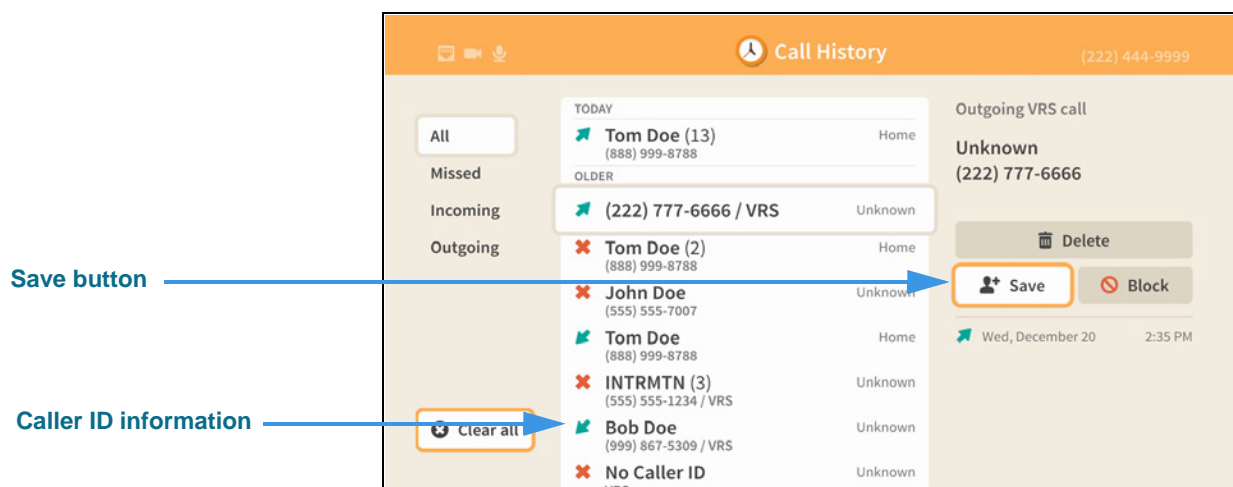 Call History
(222) 444-9999
All
Missed
Incoming
Outgoing
Clear all
TODAY
Tom Doe (13) Home
(888) 999-8788
OLDER
(222) 777-6666 / VRS Unknown
Tom Doe (2) Home
(888) 999-8788
John Doe Unknown
(555) 555-7007
Tom Doe Home
(888) 999-8788
INTRMTN (3) Unknown
(555) 555-1234 / VRS
Bob Doe Unknown
(999) 867-5309 / VRS
No Caller ID Unknown
Outgoing VRS call
Unknown
(222) 777-6666
Delete
Save
Block
Wed, December 20 2:35 PM
Save button
Caller ID information